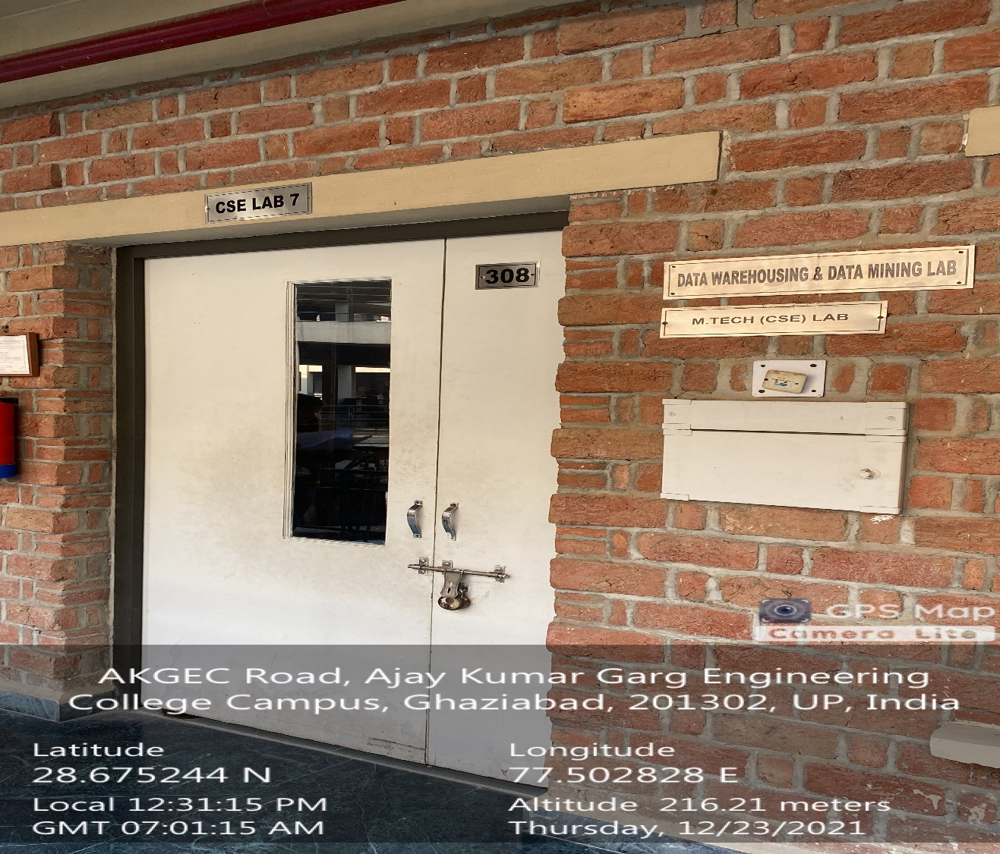 CSE LAB 7
308
DATA WAREHOUSING & DATA MINING LAB
M.TECH (CSE) LAB
GPS Map
Camera Lite
AKGEC Road, Ajay Kumar Garg Engineering
College Campus, Ghaziabad, 201302, UP, India
Latitude
28.675244 N
Longitude
77.502828 E
Local 12:31:15 PM
GMT 07:01:15 AM
Altitude 216.21 meters
Thursday, 12/23/2021